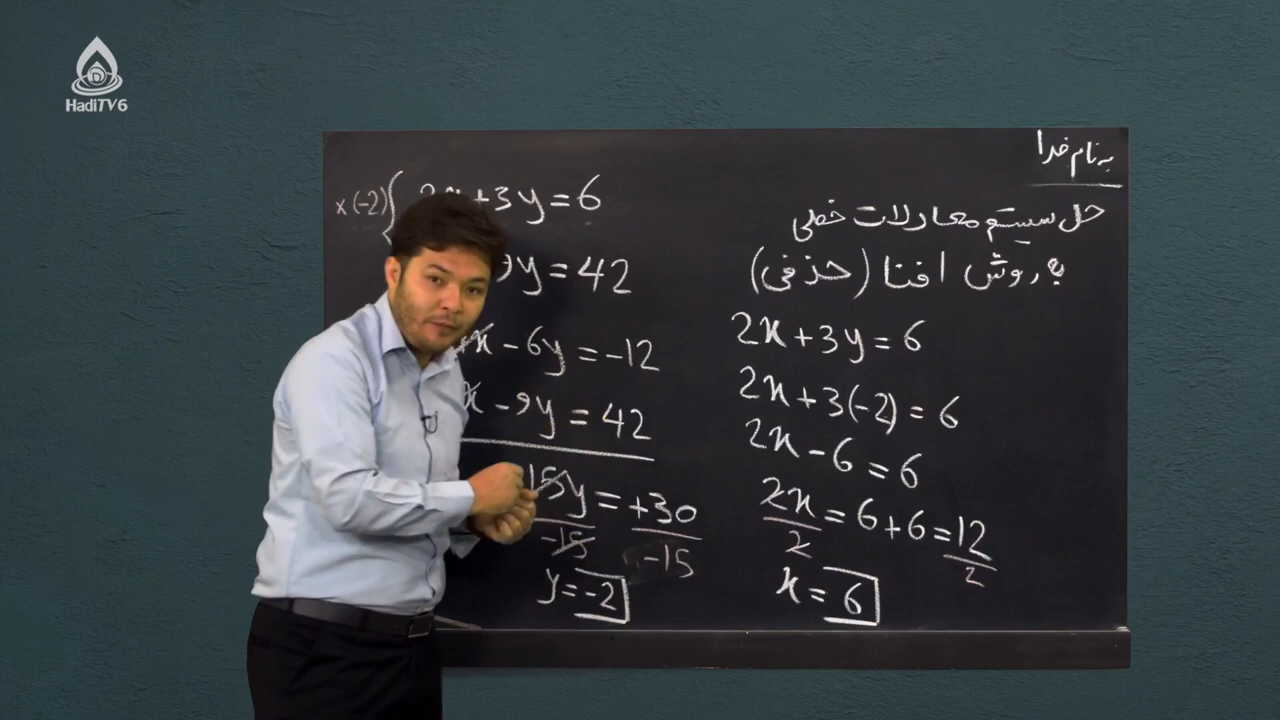 HadiTV6
به نام خدا
حل سیستم معادلات خطی
به روش افنا (حذفی)
x(-2) { +3y = 6
y = 42
x - 6y = -12
x - 9y = 42
15y = +30
-15 -15
y = -2
2x + 3y = 6
2x + 3(-2) = 6
2x - 6 = 6
2x = 6 + 6 = 12
2 2
x = 6